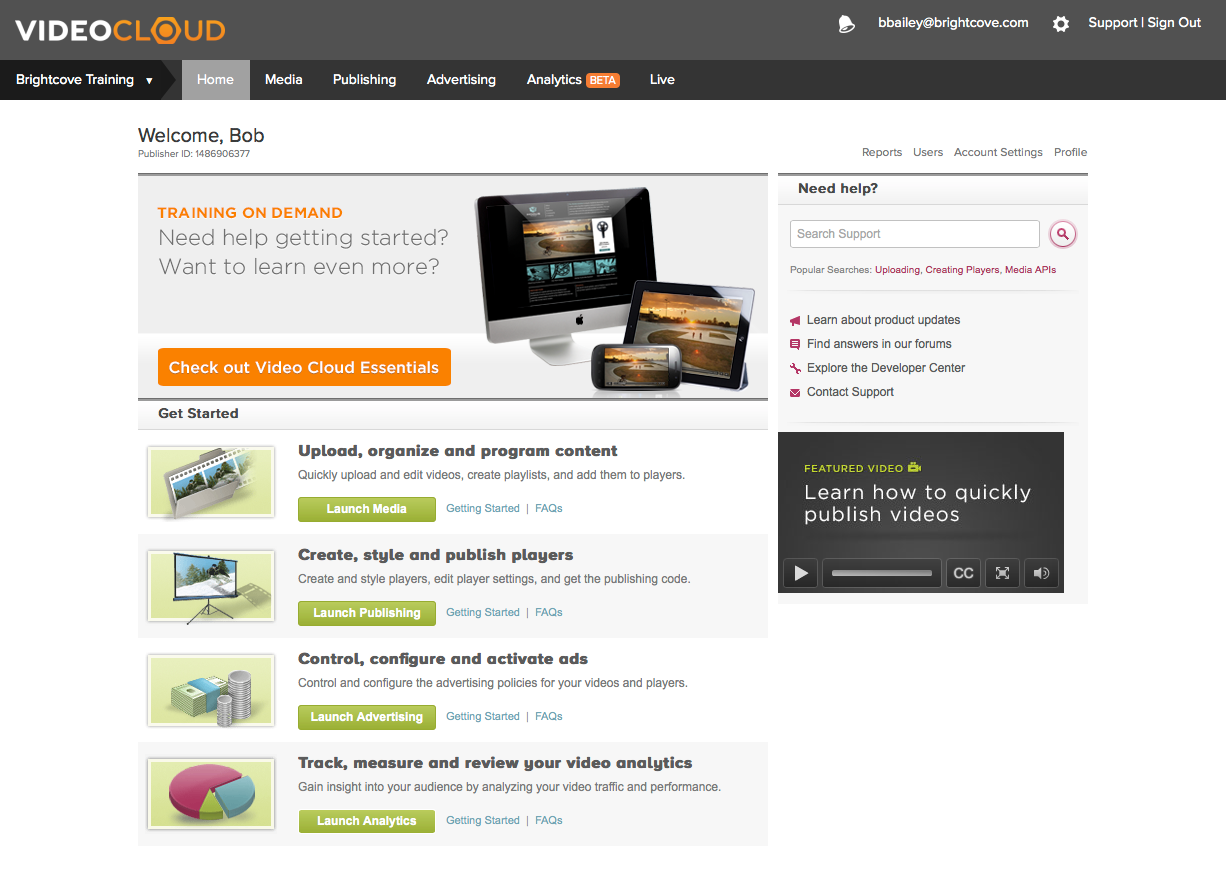 VIDEOCLOUD
bbailey@brightcove.com
Support | Sign Out
Brightcove Training ▼
Home
Media
Publishing
Advertising
Analytics BETA
Live
Welcome, Bob
Publisher ID: 1486906377
Reports
Users
Account Settings
Profile
TRAINING ON DEMAND
Need help getting started?
Want to learn even more?
Check out Video Cloud Essentials
Get Started
Upload, organize and program content
Quickly upload and edit videos, create playlists, and add them to players.
Launch Media
Getting Started | FAQs
Create, style and publish players
Create and style players, edit player settings, and get the publishing code.
Launch Publishing
Getting Started | FAQs
Control, configure and activate ads
Control and configure the advertising policies for your videos and players.
Launch Advertising
Getting Started | FAQs
Track, measure and review your video analytics
Gain insight into your audience by analyzing your video traffic and performance.
Launch Analytics
Getting Started | FAQs
Need help?
Search Support
Popular Searches: Uploading, Creating Players, Media APIs
Learn about product updates
Find answers in our forums
Explore the Developer Center
Contact Support
FEATURED VIDEO
Learn how to quickly
publish videos
CC